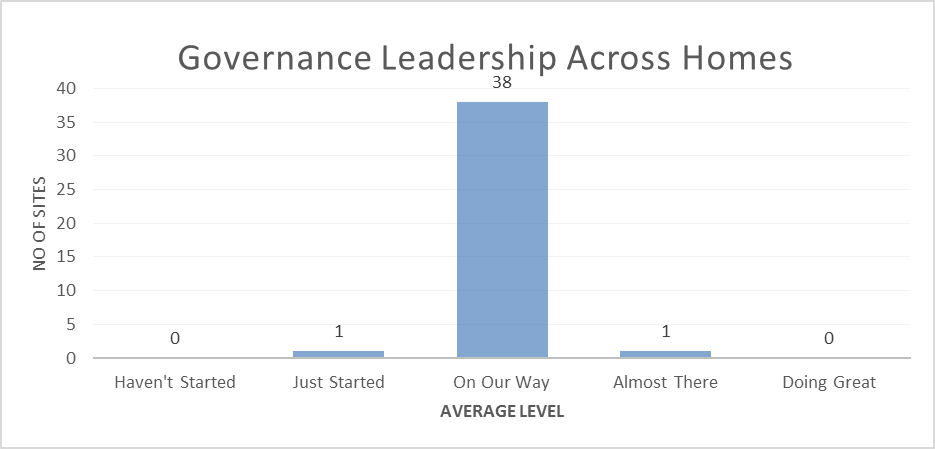 Governance Leadership Across Homes
38
40
35
30
25
20
15
10
5
0
NO OF SITES
0
1
1
0
Haven't Started
Just Started
On Our Way
Almost There
Doing Great
AVERAGE LEVEL